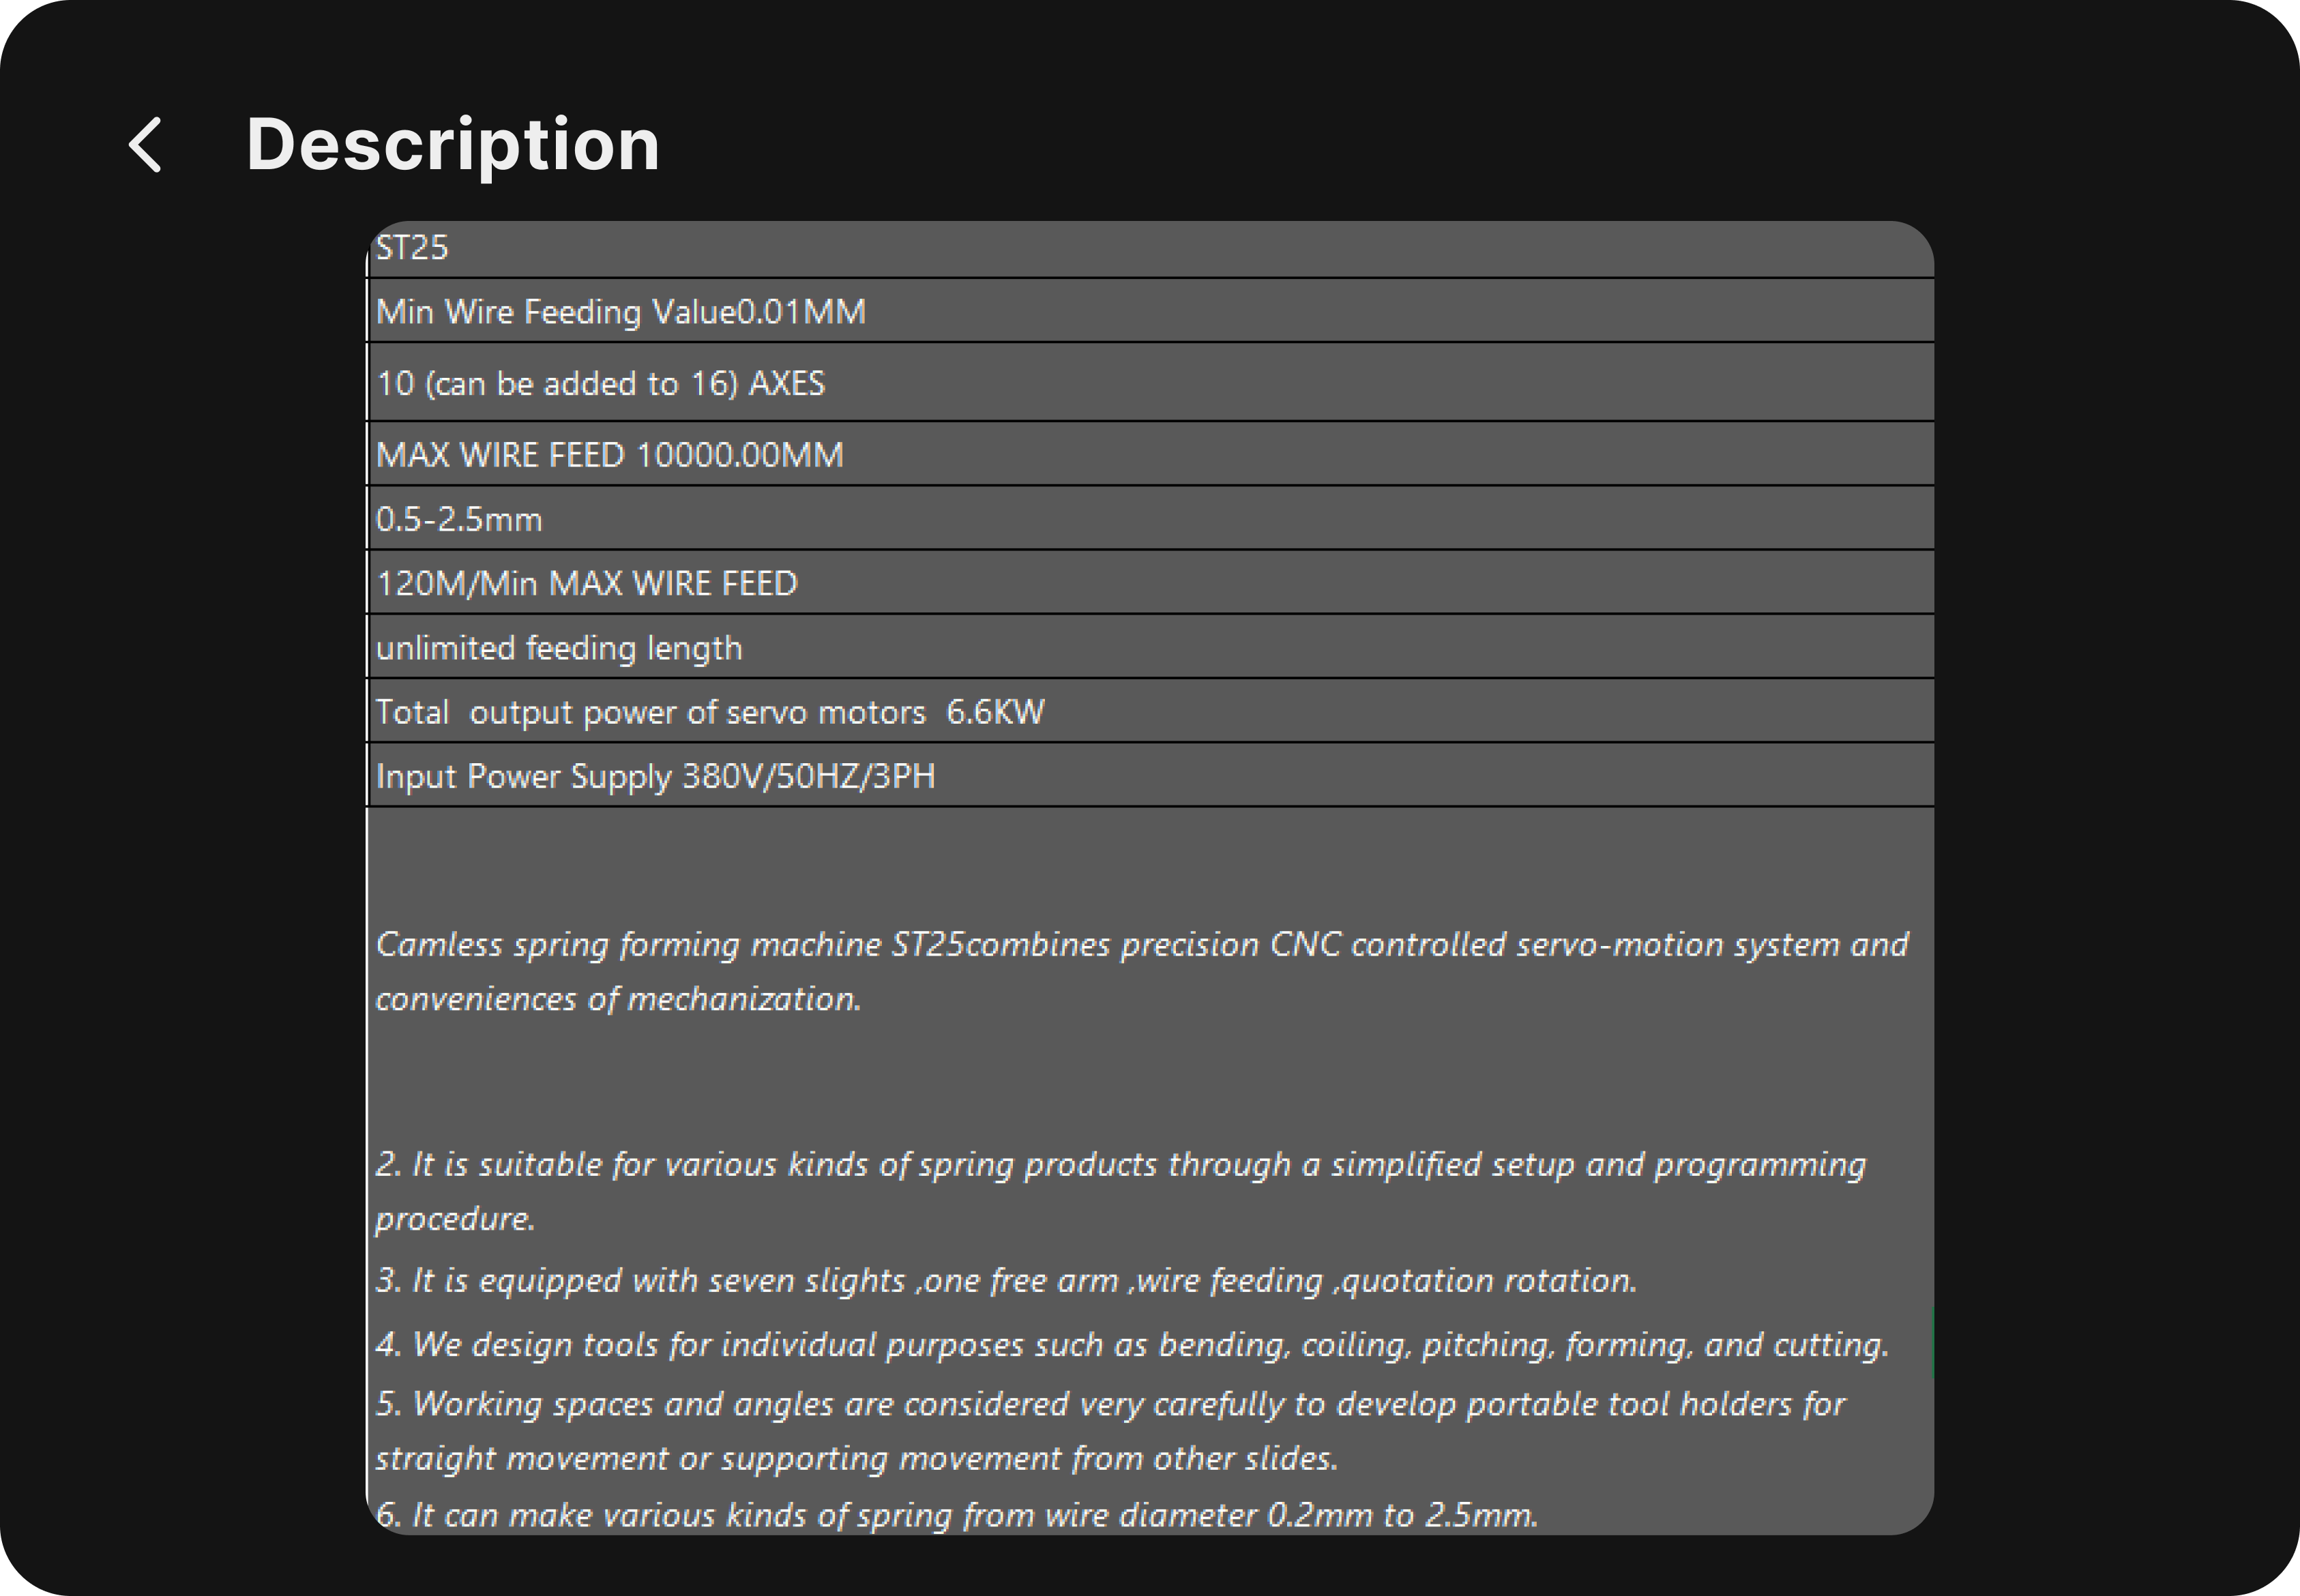 Description
ST25
Min Wire Feeding Value0.01MM
10 (can be added to 16) AXES
MAX WIRE FEED 10000.00MM
0.5-2.5mm
120M/Min MAX WIRE FEED
unlimited feeding length
Total  output power of servo motors  6.6KW
Input Power Supply 380V/50HZ/3PH
Camless spring forming machine ST25combines precision CNC controlled servo-motion system and
conveniences of mechanization.
2. It is suitable for various kinds of spring products through a simplified setup and programming
procedure.
3. It is equipped with seven slights ,one free arm ,wire feeding ,quotation rotation.
4. We design tools for individual purposes such as bending, coiling, pitching, forming, and cutting.
5. Working spaces and angles are considered very carefully to develop portable tool holders for
straight movement or supporting movement from other slides.
6. It can make various kinds of spring from wire diameter 0.2mm to 2.5mm.